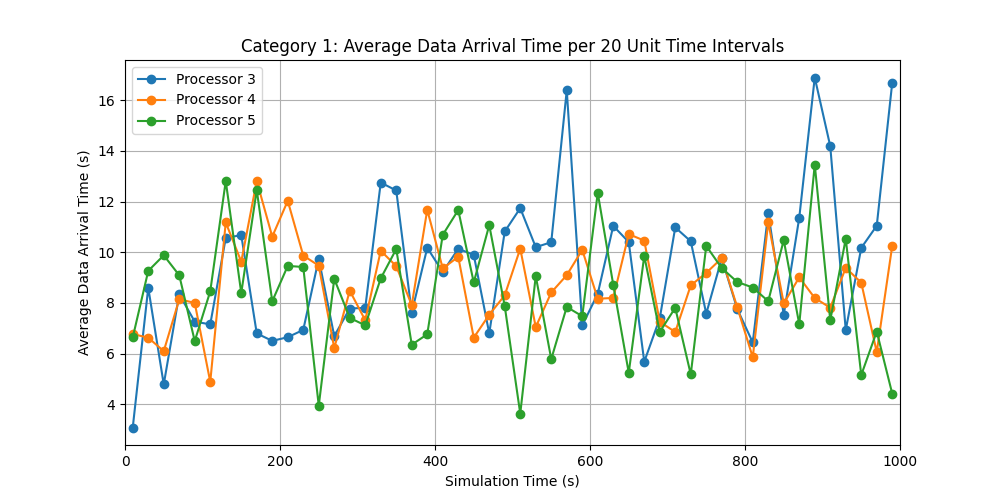 Category 1: Average Data Arrival Time per 20 Unit Time Intervals
Processor 3
Processor 4
Processor 5
Average Data Arrival Time (s)
16
14
12
10
8
6
4
0 200 400 600 800 1000
Simulation Time (s)